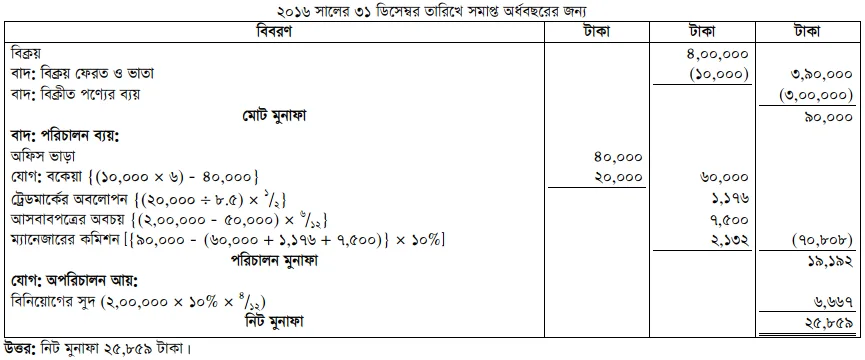 ২০১৬ সালের ৩১ ডিসেম্বর তারিখে সমাপ্ত অর্ধবছরের জন্য
বিবরণ টাকা টাকা টাকা
বিক্রয় ৪,০০,০০০
বাদ: বিক্রয় ফেরত ও ভাতা (১০,০০০) ৩,৯০,০০০
বাদ: বিক্রীত পণ্যের ব্যয় (৩,০০,০০০)
মোট মুনাফা ৯০,০০০
বাদ: পরিচালন ব্যয়:
অফিস ভাড়া ৪০,০০০
যোগ: বকেয়া {(১০,০০০ × ৬) - ৪০,০০০} ২০,০০০ ৬০,০০০
ট্রেডমার্কের অবলোপন {(২০,০০০ ÷ ৮.৫) × ১/২} ১,১৭৬
আসবাবপত্রের অবচয় {(২,০০,০০০ - ৫০,০০০) × ৬/১২} ৭,৫০০
ম্যানেজারের কমিশন [{৯০,০০০ - (৬০,০০০ + ১,১৭৬ + ৭,৫০০)} × ১০%] ২,১৩২ (৭০,৮০৮)
পরিচালন মুনাফা ১৯,১৯২
যোগ: অপরিচালন আয়:
বিনিয়োগের সুদ (২,০০,০০০ × ১০% × ৪/১২) ৬,৬৬৭
নিট মুনাফা ২৫,৮৫৯
উত্তর: নিট মুনাফা ২৫,৮৫৯ টাকা।